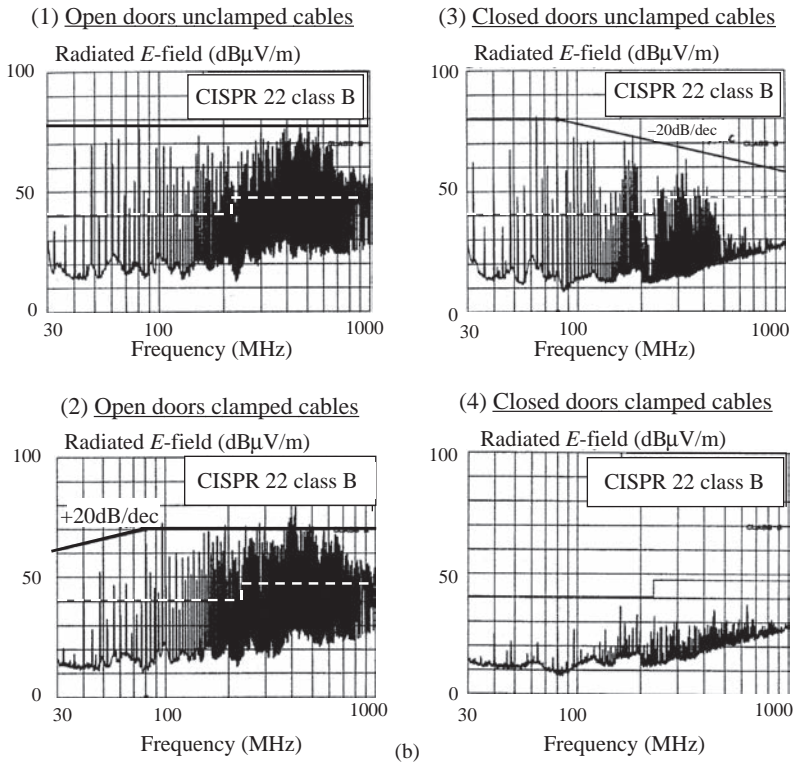 (1) Open doors unclamped cables
Radiated E-field (dBµV/m)
100
CISPR 22 class B
CLASS B
50
0
30
100
1000
Frequency (MHz)
(3) Closed doors unclamped cables
Radiated E-field (dBµV/m)
100
CISPR 22 class B
–20dB/dec
50
0
30
100
1000
Frequency (MHz)
(2) Open doors clamped cables
Radiated E-field (dBµV/m)
100
CISPR 22 class B
+20dB/dec
CLASS B
50
0
30
100
1000
Frequency (MHz)
(4) Closed doors clamped cables
Radiated E-field (dBµV/m)
100
CISPR 22 class B
CLASS B
50
0
30
100
1000
Frequency (MHz)
(b)